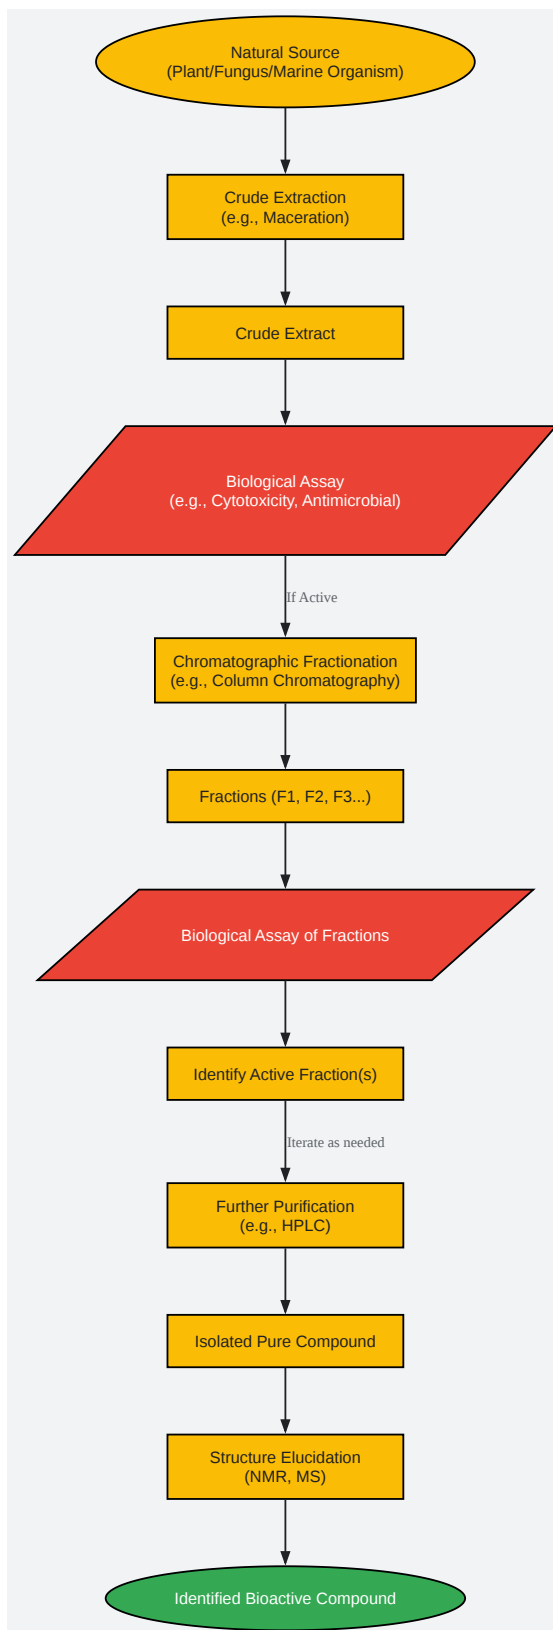 Natural Source
(Plant/Fungus/Marine Organism)
Crude Extraction
(e.g., Maceration)
Crude Extract
Biological Assay
(e.g., Cytotoxicity, Antimicrobial)
If Active
Chromatographic Fractionation
(e.g., Column Chromatography)
Fractions (F1, F2, F3...)
Biological Assay of Fractions
Identify Active Fraction(s)
Iterate as needed
Further Purification
(e.g., HPLC)
Isolated Pure Compound
Structure Elucidation
(NMR, MS)
Identified Bioactive Compound